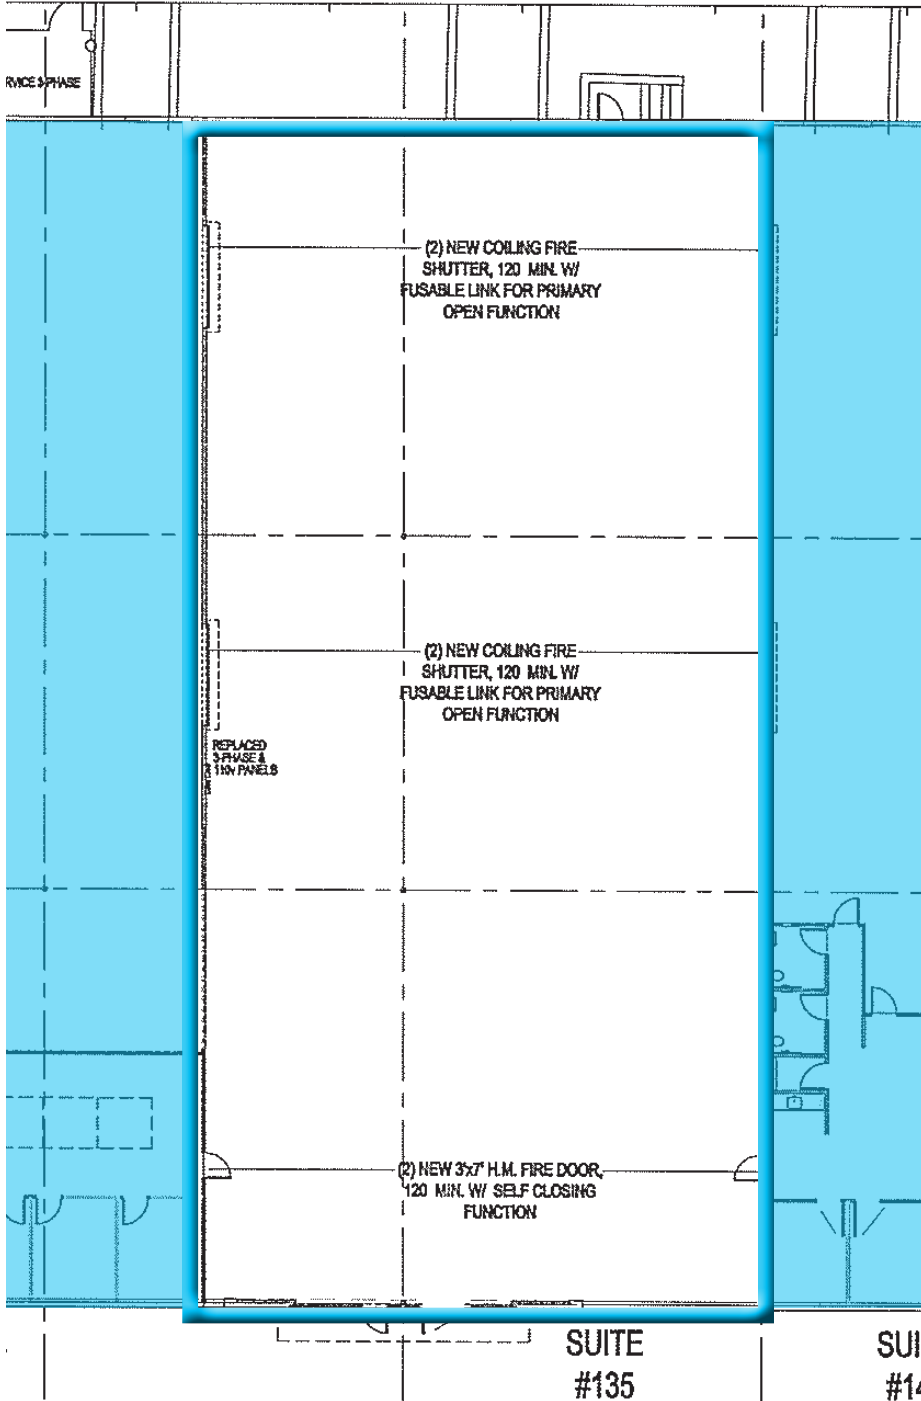 RVICE 3-PHASE
(2) NEW COILING FIRE
SHUTTER, 120 MIN. W/
FUSABLE LINK FOR PRIMARY
OPEN FUNCTION
(2) NEW COILING FIRE
SHUTTER, 120 MIN. W/
FUSABLE LINK FOR PRIMARY
OPEN FUNCTION
REPLACED
3-PHASE &
110v PANELS
(2) NEW 3'x7' H.M. FIRE DOOR,
120 MIN. W/ SELF CLOSING
FUNCTION
SUITE
#135
SUI
#14